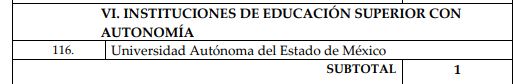 VI. INSTITUCIONES DE EDUCACIÓN SUPERIOR CON
AUTONOMÍA
116. Universidad Autónoma del Estado de México
SUBTOTAL 1